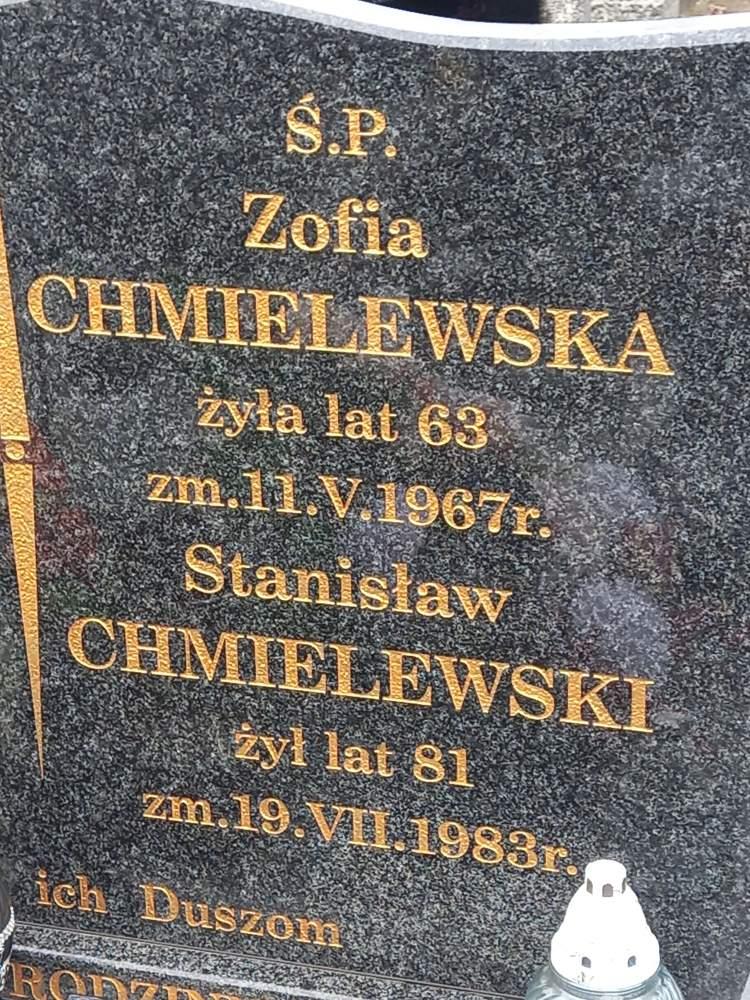 Ś.P.
Zofia
CHMIELEWSKA
żyła lat 63
zm.11.V.1967r.
Stanisław
CHMIELEWSKI
żył lat 81
zm.19.VII.1983r.
ich Duszom